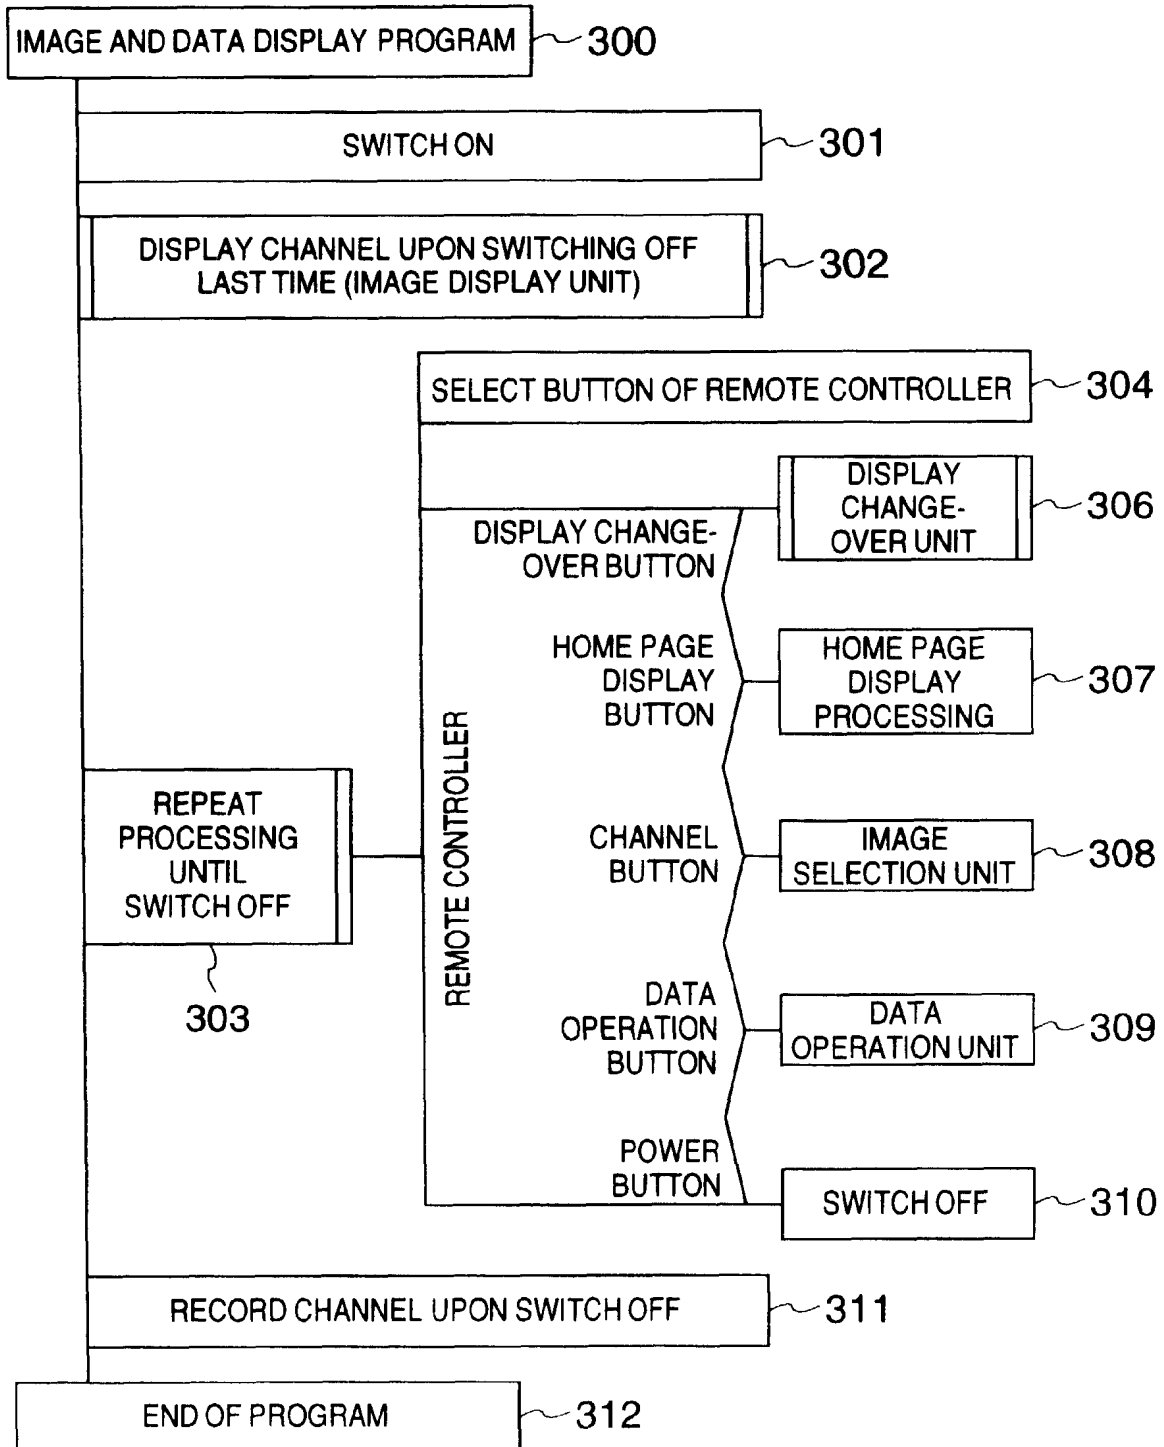 IMAGE AND DATA DISPLAY PROGRAM
300
SWITCH ON
301
DISPLAY CHANNEL UPON SWITCHING OFF
LAST TIME (IMAGE DISPLAY UNIT)
302
SELECT BUTTON OF REMOTE CONTROLLER
304
DISPLAY CHANGE-
OVER BUTTON
DISPLAY
CHANGE-
OVER UNIT
306
HOME PAGE
DISPLAY
BUTTON
HOME PAGE
DISPLAY
PROCESSING
307
REMOTE CONTROLLER
REPEAT
PROCESSING
UNTIL
SWITCH OFF
303
CHANNEL
BUTTON
IMAGE
SELECTION UNIT
308
DATA
OPERATION
BUTTON
DATA
OPERATION UNIT
309
POWER
BUTTON
SWITCH OFF
310
RECORD CHANNEL UPON SWITCH OFF
311
END OF PROGRAM
312